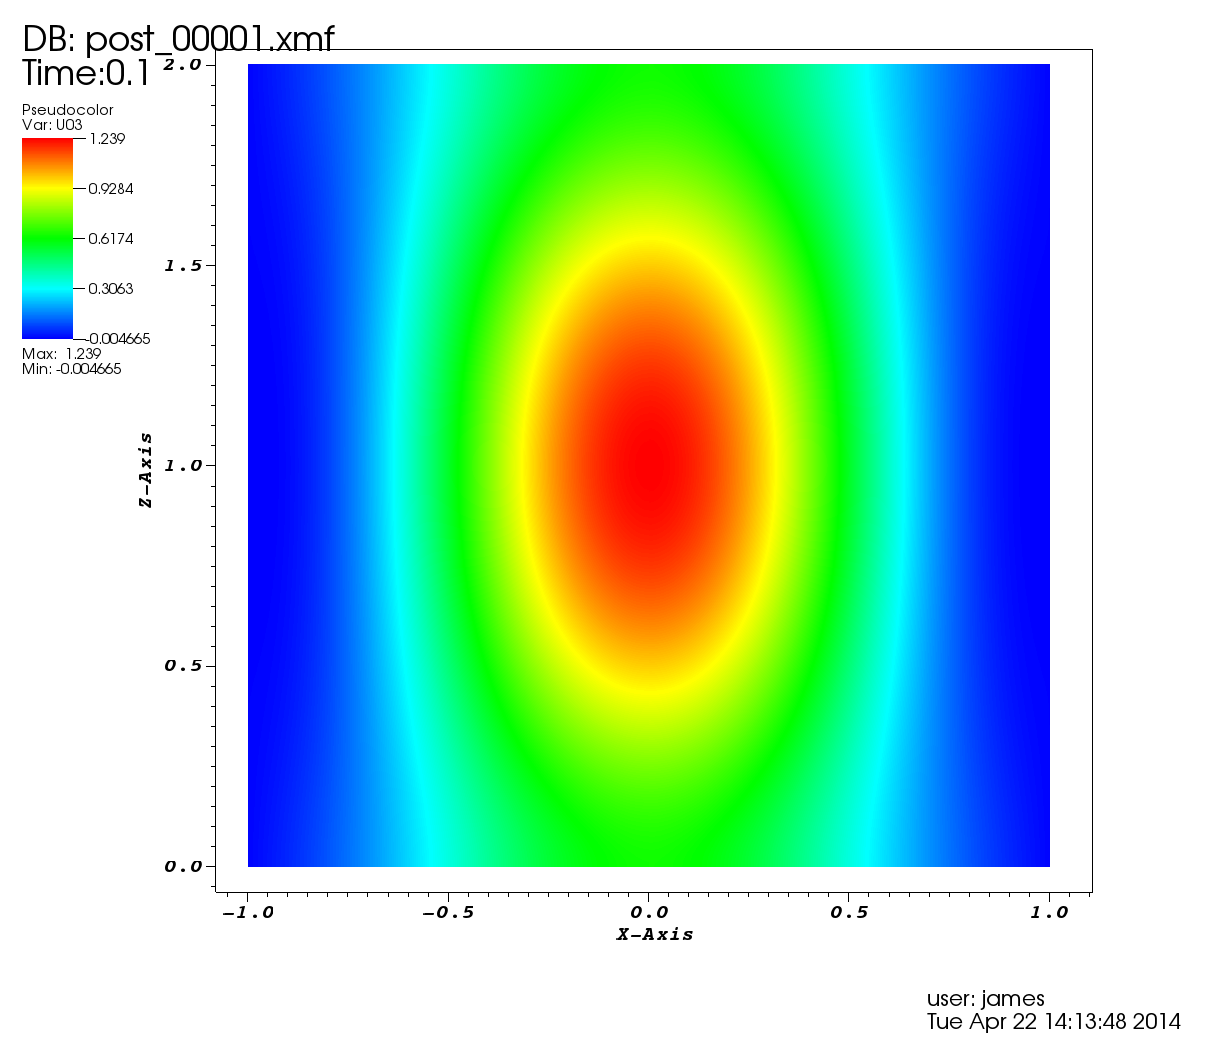 DB: post_00001.xmf
Time:0.1
Pseudocolor
Var: U03
1.239
0.9284
0.6174
0.3063
-0.004665
Max: 1.239
Min: -0.004665
2.0
1.5
1.0
0.5
0.0
Z-Axis
-1.0 -0.5 0.0 0.5 1.0
X-Axis
user: james
Tue Apr 22 14:13:48 2014